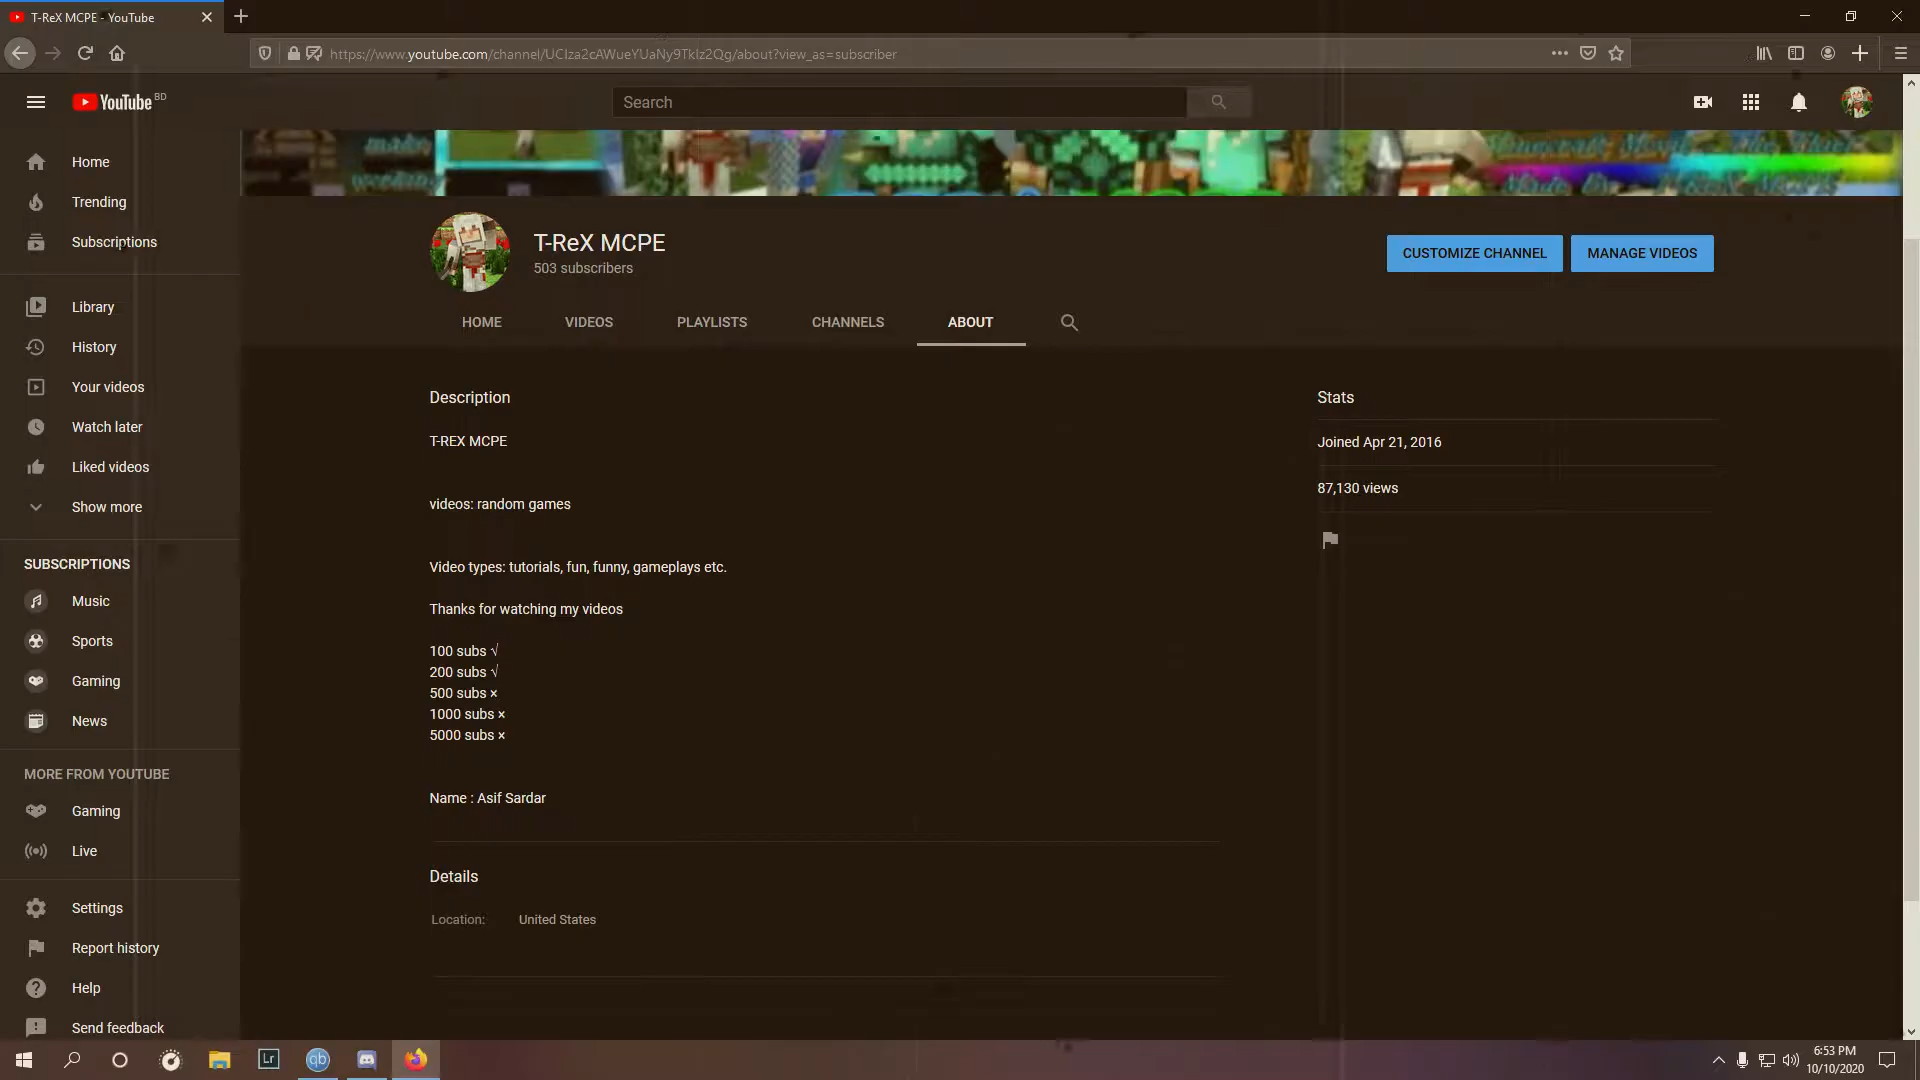 T-ReX MCPE - YouTube
https://www.youtube.com/channel/UCIza2cAWueYUaNy9TkIz2Qg/about?view_as=subscriber
YouTube BD
Search
Home
Trending
Subscriptions
Library
History
Your videos
Watch later
Liked videos
Show more
SUBSCRIPTIONS
Music
Sports
Gaming
News
MORE FROM YOUTUBE
Gaming
Live
Settings
Report history
Help
Send feedback
T-ReX MCPE
503 subscribers
CUSTOMIZE CHANNEL
MANAGE VIDEOS
HOME VIDEOS PLAYLISTS CHANNELS ABOUT
Description
T-REX MCPE
videos: random games
Video types: tutorials, fun, funny, gameplays etc.
Thanks for watching my videos
100 subs √
200 subs √
500 subs ×
1000 subs ×
5000 subs ×
Name : Asif Sardar
Details
Location: United States
Stats
Joined Apr 21, 2016
87,130 views
Lr
qb
6:53 PM
10/10/2020